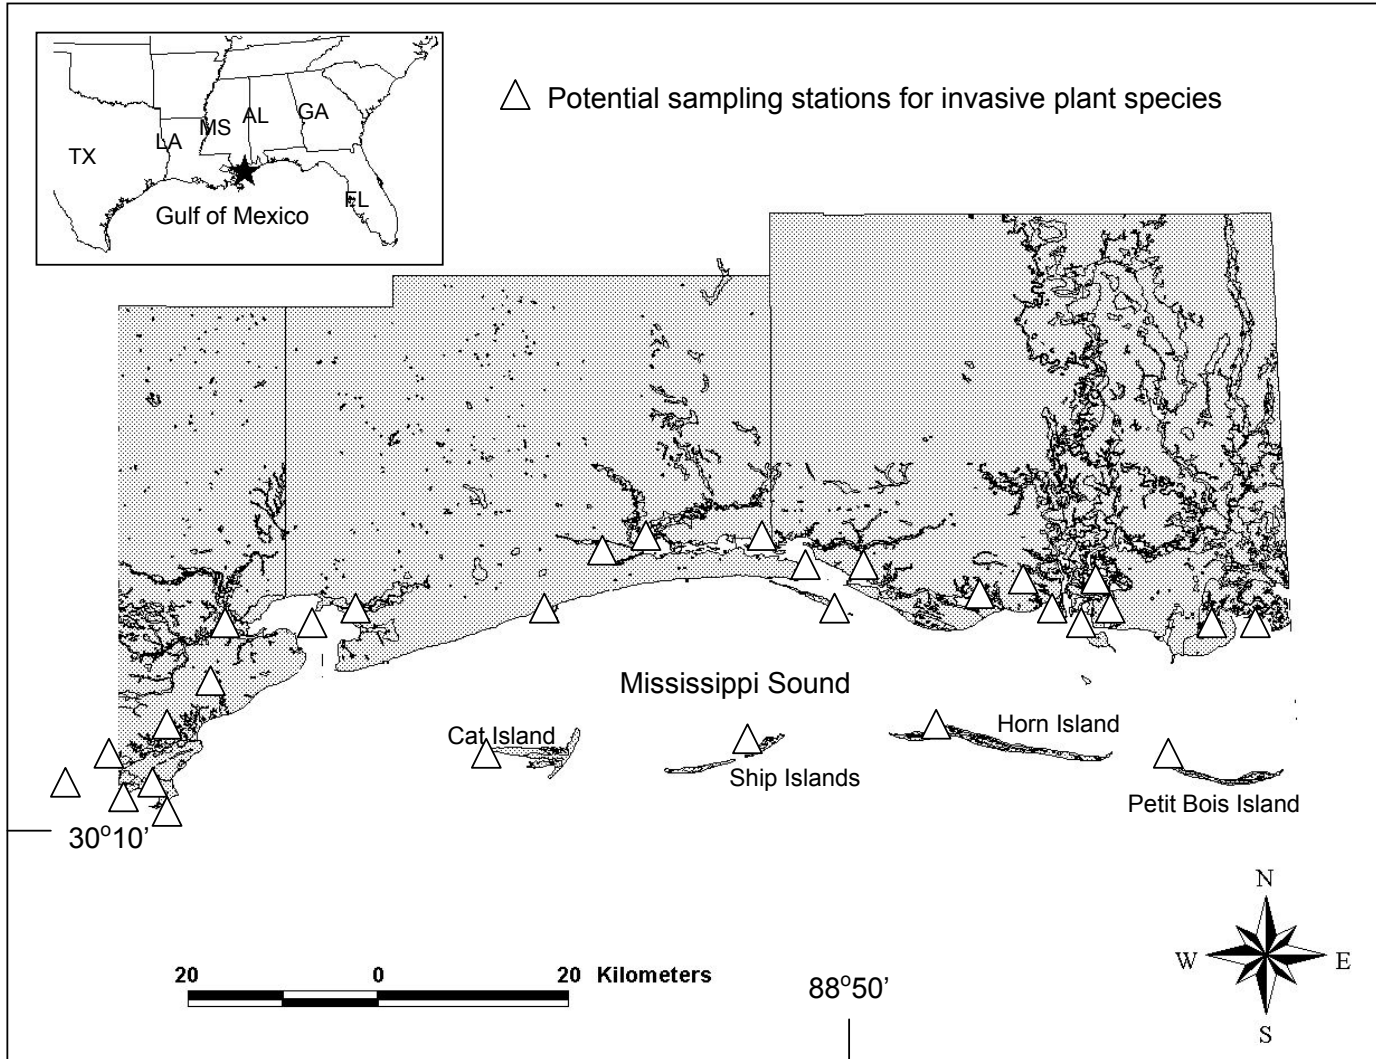 Potential sampling stations for invasive plant species
TX
LA
MS
AL
GA
FL
Gulf of Mexico
Mississippi Sound
Cat Island
Ship Islands
Horn Island
Petit Bois Island
30°10'
20 0 20 Kilometers
88°50'
N
W E
S